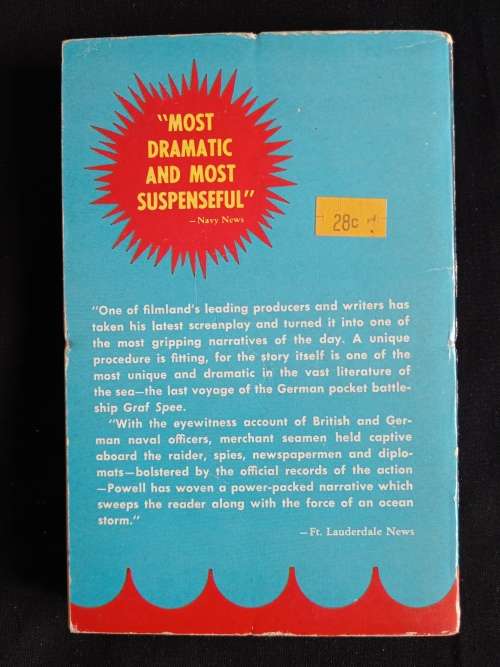 "MOST
DRAMATIC
AND MOST
SUSPENSEFUL"
—Navy News
28c
"One of filmland's leading producers and writers has
taken his latest screenplay and turned it into one of
the most gripping narratives of the day. A unique
procedure is fitting, for the story itself is one of the
most unique and dramatic in the vast literature of
the sea—the last voyage of the German pocket battle-
ship Graf Spee.
"With the eyewitness account of British and Ger-
man naval officers, merchant seamen held captive
aboard the raider, spies, newspapermen and diplo-
mats—bolstered by the official records of the action
—Powell has woven a power-packed narrative which
sweeps the reader along with the force of an ocean
storm."
—Ft. Lauderdale News